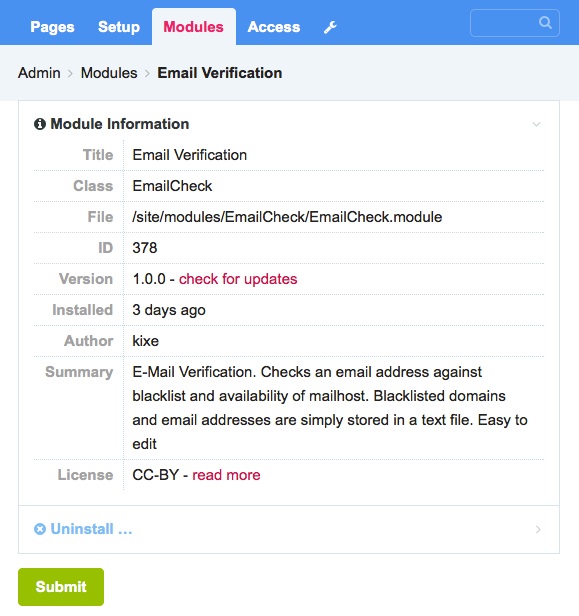 Pages Setup Modules Access
Admin > Modules > Email Verification
Module Information
Title Email Verification
Class EmailCheck
File /site/modules/EmailCheck/EmailCheck.module
ID 378
Version 1.0.0 - check for updates
Installed 3 days ago
Author kixe
Summary E-Mail Verification. Checks an email address against
blacklist and availability of mailhost. Blacklisted domains
and email addresses are simply stored in a text file. Easy to
edit
License CC-BY - read more
Uninstall ...
Submit